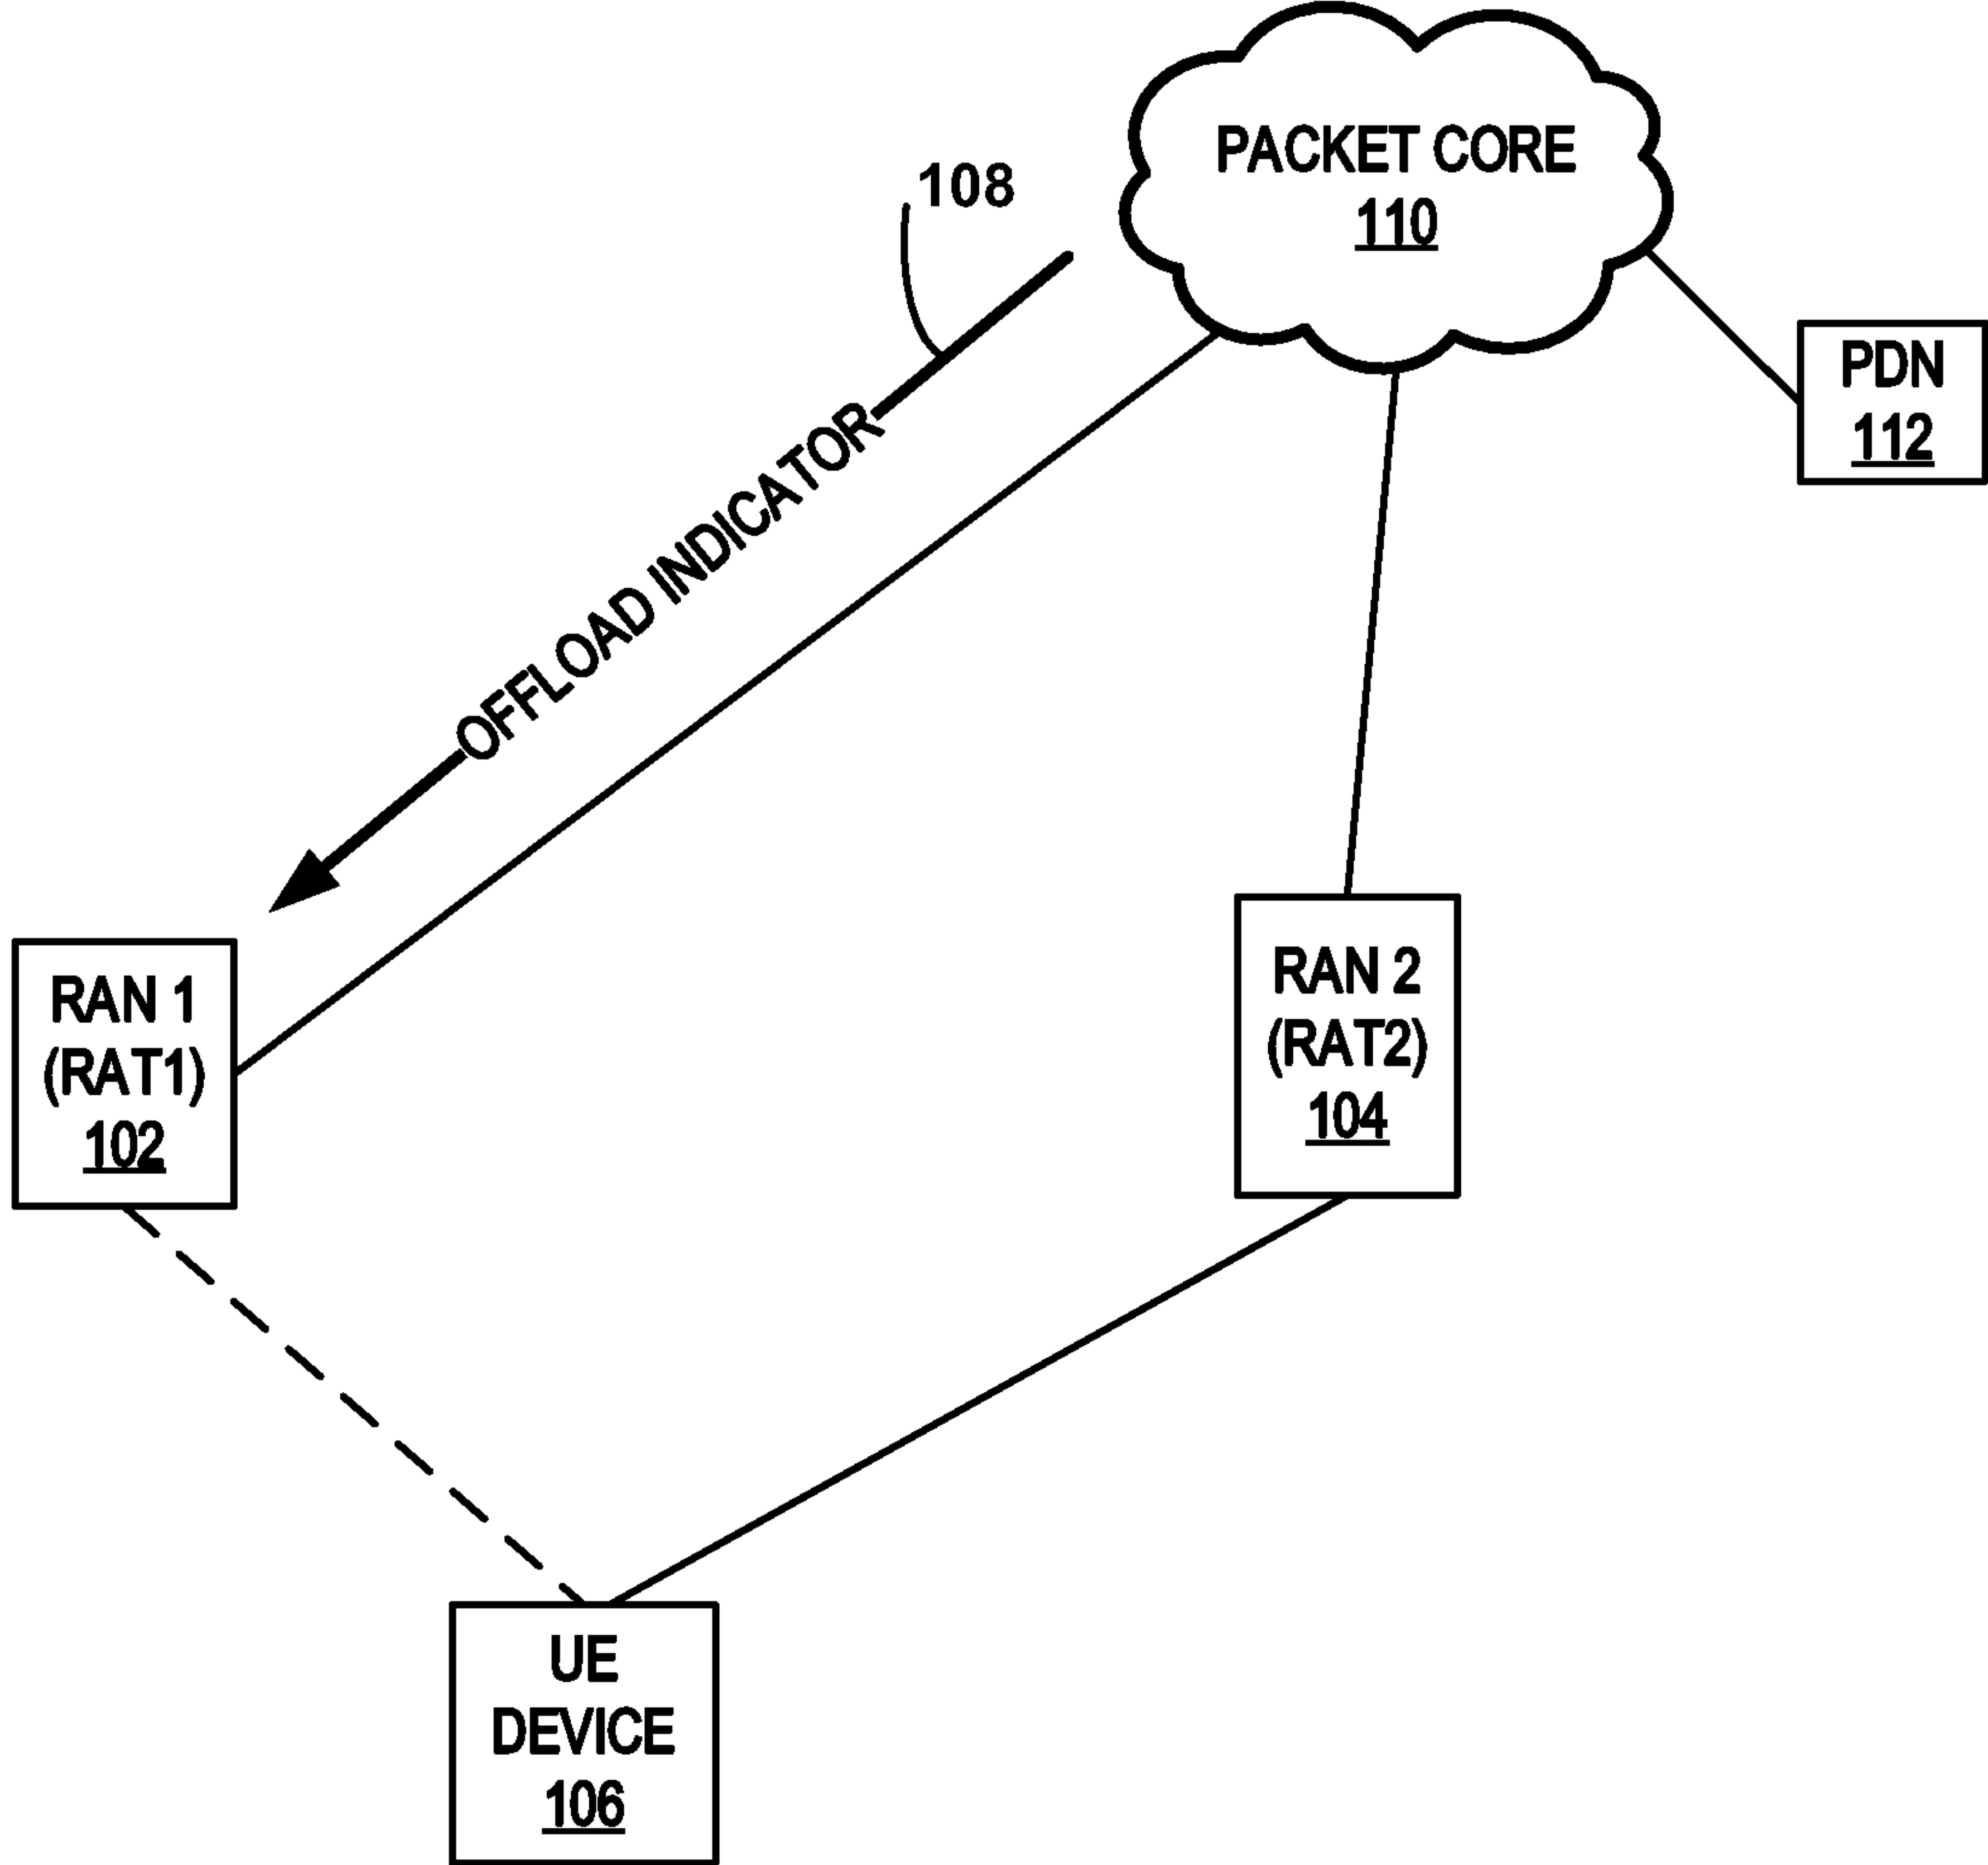 PACKET CORE
110
108
PDN
112
OFFLOAD INDICATOR
RAN 1
(RAT1)
102
RAN 2
(RAT2)
104
UE
DEVICE
106